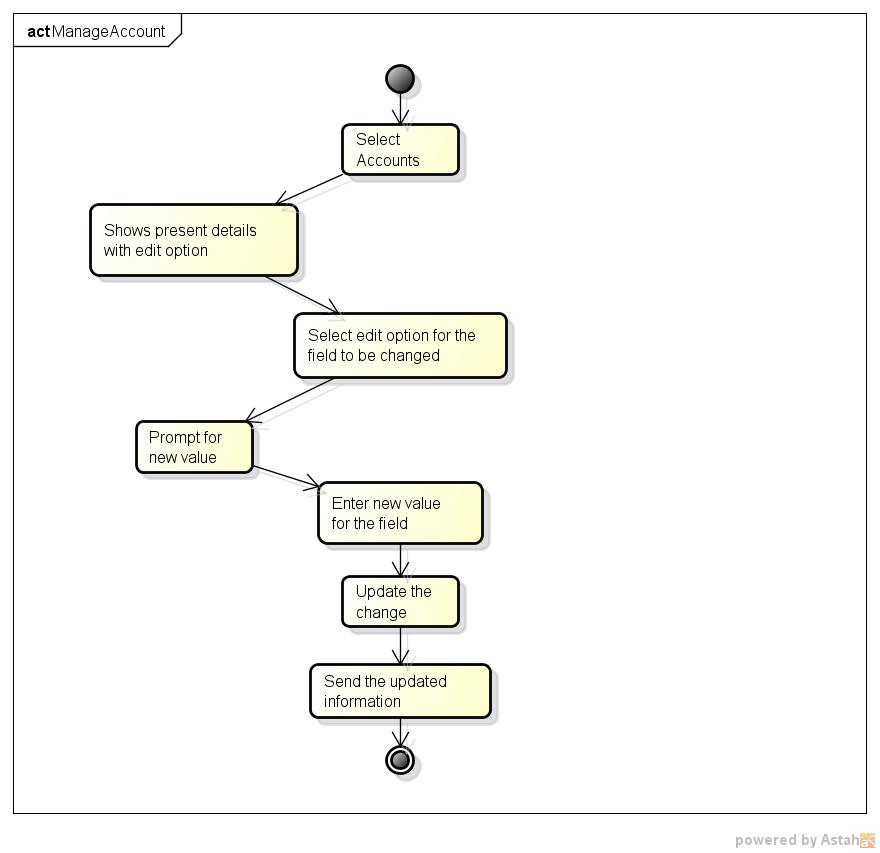 act ManageAccount
Select
Accounts
Shows present details
with edit option
Select edit option for the
field to be changed
Prompt for
new value
Enter new value
for the field
Update the
change
Send the updated
information
powered by Astah